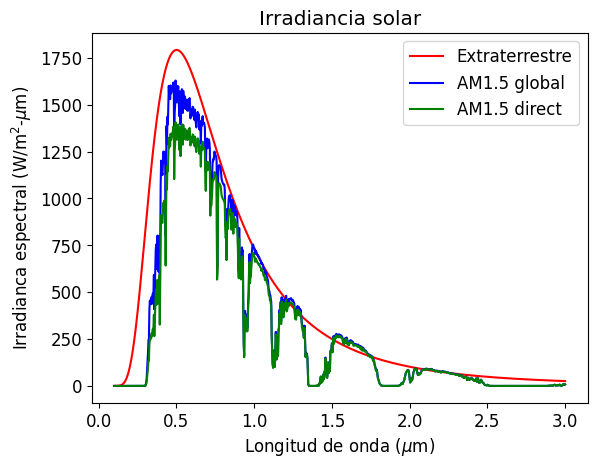 Irradiancia solar
Irradianca espectral (W/m²-μm)
1750
1500
1250
1000
750
500
250
0
Extraterrestre
AM1.5 global
AM1.5 direct
0.0 0.5 1.0 1.5 2.0 2.5 3.0
Longitud de onda (μm)